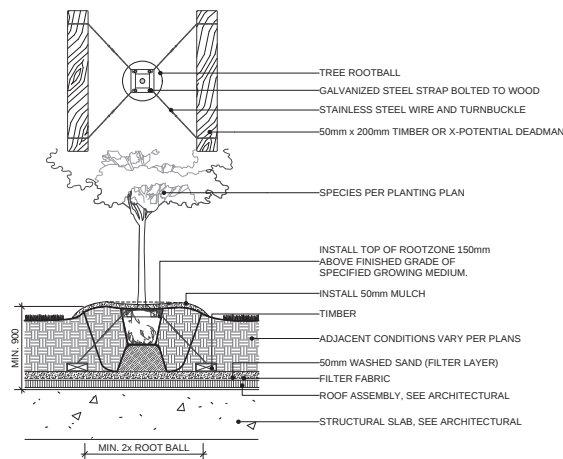 TREE ROOTBALL
GALVANIZED STEEL STRAP BOLTED TO WOOD
STAINLESS STEEL WIRE AND TURNBUCKLE
50mm x 200mm TIMBER OR X-POTENTIAL DEADMAN
SPECIES PER PLANTING PLAN
INSTALL TOP OF ROOTZONE 150mm
ABOVE FINISHED GRADE OF
SPECIFIED GROWING MEDIUM.
INSTALL 50mm MULCH
TIMBER
ADJACENT CONDITIONS VARY PER PLANS
50mm WASHED SAND (FILTER LAYER)
FILTER FABRIC
ROOF ASSEMBLY, SEE ARCHITECTURAL
STRUCTURAL SLAB, SEE ARCHITECTURAL
MIN. 900
MIN. 2x ROOT BALL